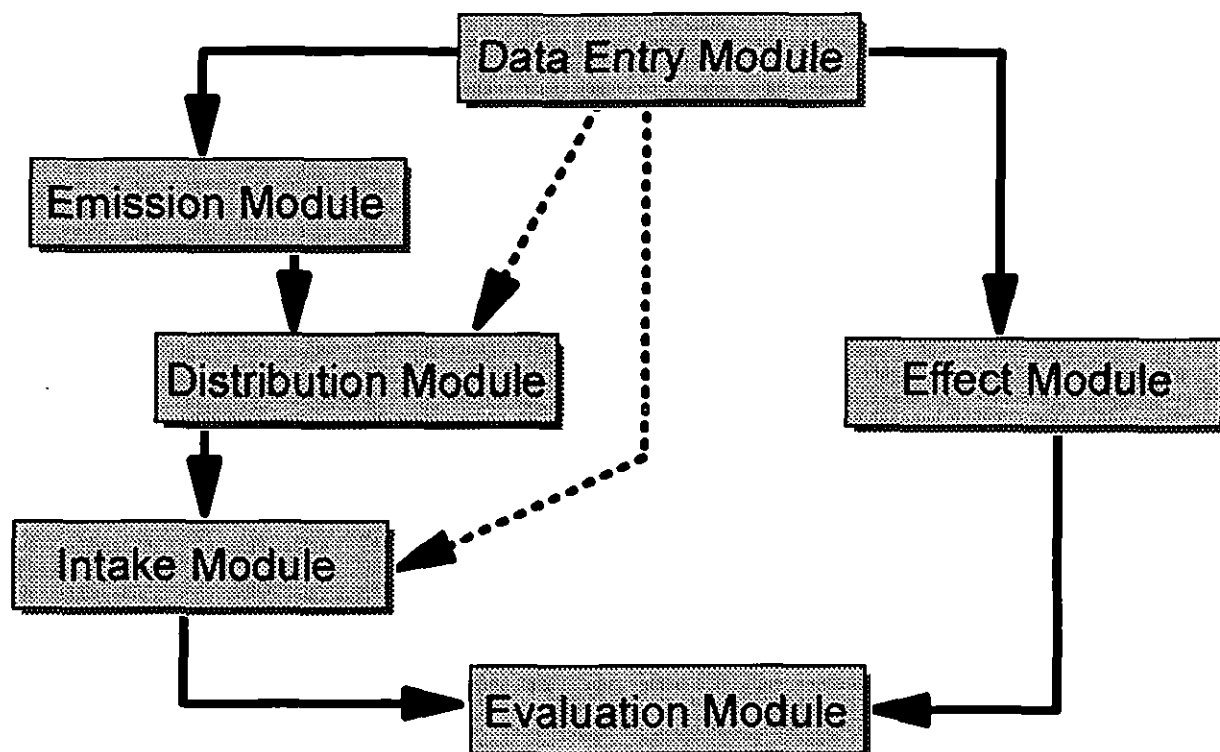 Data Entry Module
Emission Module
Distribution Module
Effect Module
Intake Module
Evaluation Module